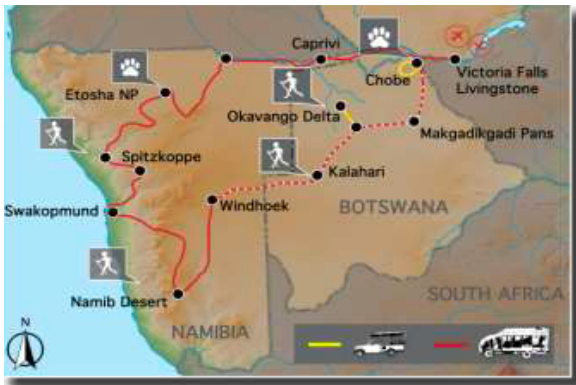 Caprivi
Etosha NP
Chobe
Victoria Falls
Livingstone
Okavango Delta
Makgadikgadi Pans
Spitzkoppe
Kalahari
Swakopmund
Windhoek
BOTSWANA
Namib Desert
SOUTH AFRICA
N
NAMIBIA